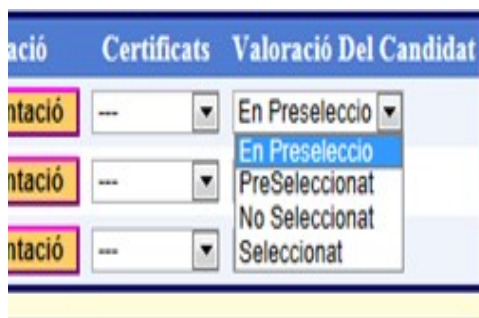 ació Certificats Valoració Del Candidat
ntació --- En Preseleccio
En Preseleccio
ntació --- PreSeleccionat
No Seleccionat
ntació --- Seleccionat